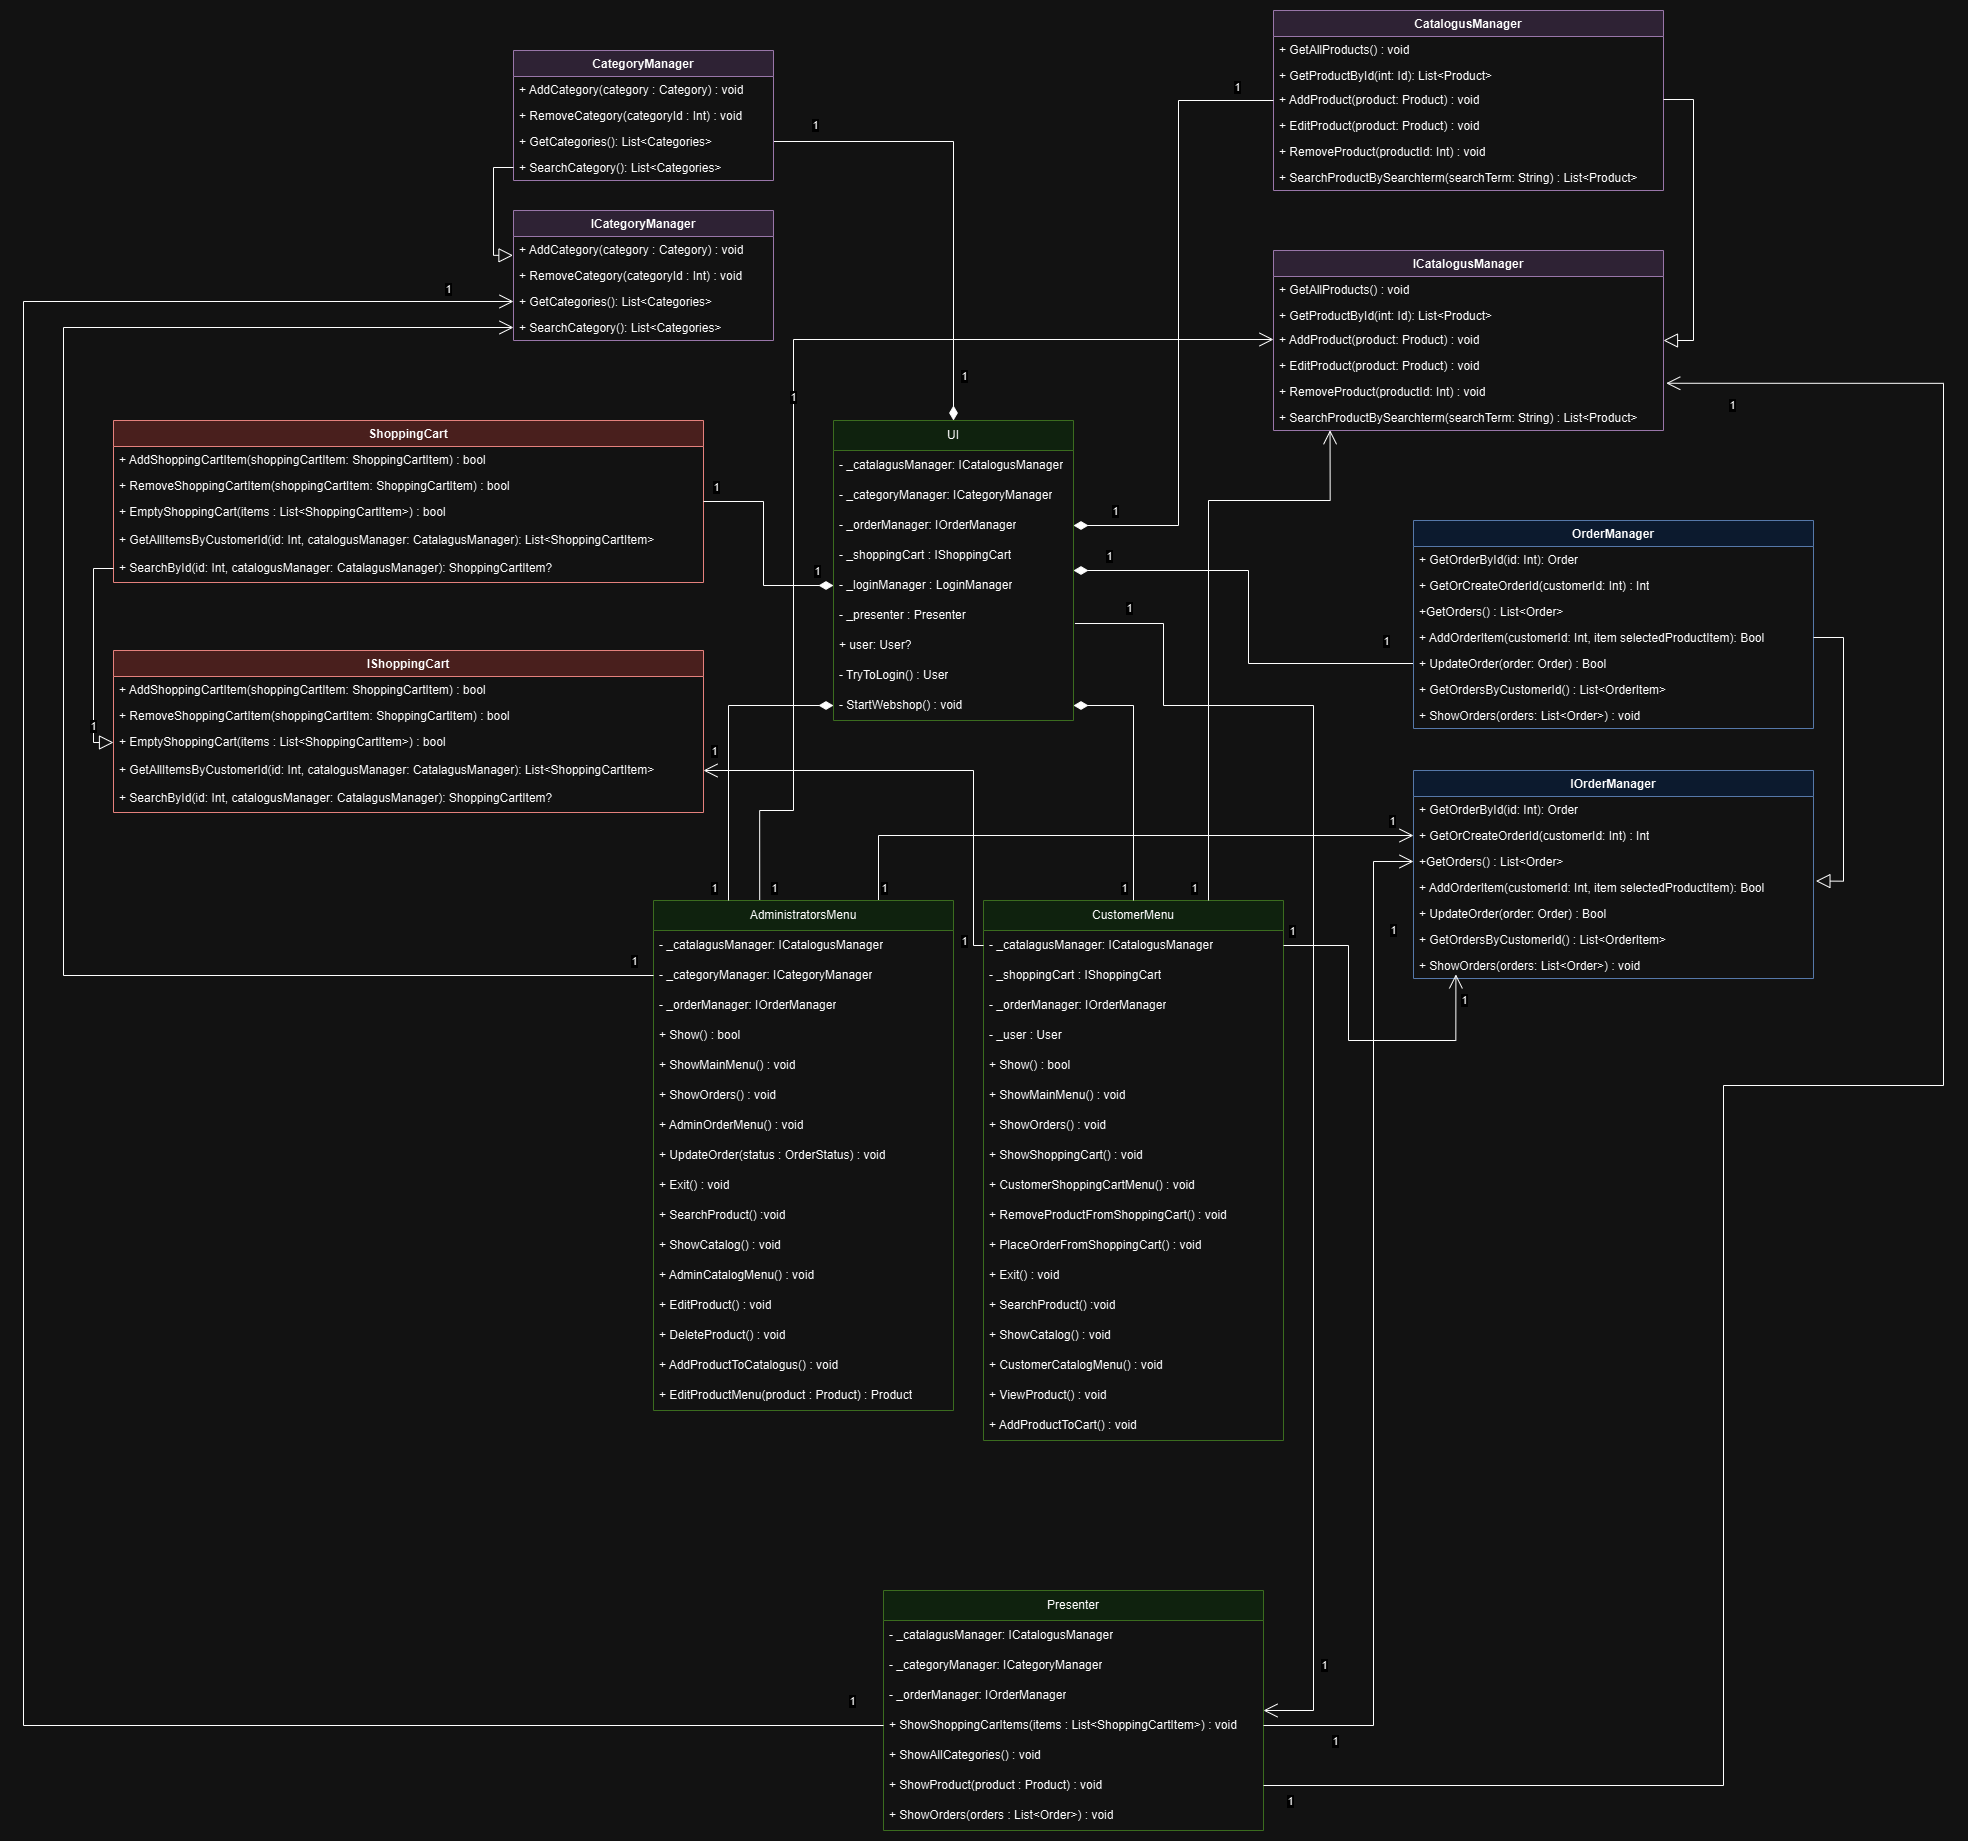 CatalogusManager
+ GetAllProducts() : void
+ GetProductById(int: Id): List<Product>
+ AddProduct(product: Product) : void
+ EditProduct(product: Product) : void
+ RemoveProduct(productId: Int) : void
+ SearchProductBySearchterm(searchTerm: String) : List<Product>
1
CategoryManager
+ AddCategory(category : Category) : void
+ RemoveCategory(categoryId : Int) : void
+ GetCategories(): List<Categories>
+ SearchCategory(): List<Categories>
1
ICategoryManager
+ AddCategory(category : Category) : void
+ RemoveCategory(categoryId : Int) : void
+ GetCategories(): List<Categories>
+ SearchCategory(): List<Categories>
1
ICatalogusManager
+ GetAllProducts() : void
+ GetProductById(int: Id): List<Product>
+ AddProduct(product: Product) : void
+ EditProduct(product: Product) : void
+ RemoveProduct(productId: Int) : void
+ SearchProductBySearchterm(searchTerm: String) : List<Product>
1
1
1
ShoppingCart
+ AddShoppingCartItem(shoppingCartItem: ShoppingCartItem) : bool
+ RemoveShoppingCartItem(shoppingCartItem: ShoppingCartItem) : bool
+ EmptyShoppingCart(items : List<ShoppingCartItem>) : bool
+ GetAllItemsByCustomerId(id: Int, catalogusManager: CatalagusManager): List<ShoppingCartItem>
+ SearchById(id: Int, catalogusManager: CatalagusManager): ShoppingCartItem?
1
1
UI
- _catalagusManager: ICatalogusManager
- _categoryManager: ICategoryManager
- _orderManager: IOrderManager
- _shoppingCart : IShoppingCart
- _loginManager : LoginManager
- _presenter : Presenter
+ user: User?
- TryToLogin() : User
- StartWebshop() : void
1
1
1
OrderManager
+ GetOrderById(id: Int): Order
+ GetOrCreateOrderId(customerId: Int) : Int
+GetOrders() : List<Order>
+ AddOrderItem(customerId: Int, item selectedProductItem): Bool
+ UpdateOrder(order: Order) : Bool
+ GetOrdersByCustomerId() : List<OrderItem>
+ ShowOrders(orders: List<Order>) : void
1
IShoppingCart
+ AddShoppingCartItem(shoppingCartItem: ShoppingCartItem) : bool
+ RemoveShoppingCartItem(shoppingCartItem: ShoppingCartItem) : bool
+ EmptyShoppingCart(items : List<ShoppingCartItem>) : bool
+ GetAllItemsByCustomerId(id: Int, catalogusManager: CatalagusManager): List<ShoppingCartItem>
+ SearchById(id: Int, catalogusManager: CatalagusManager): ShoppingCartItem?
1
1
IOrderManager
+ GetOrderById(id: Int): Order
+ GetOrCreateOrderId(customerId: Int) : Int
+GetOrders() : List<Order>
+ AddOrderItem(customerId: Int, item selectedProductItem): Bool
+ UpdateOrder(order: Order) : Bool
+ GetOrdersByCustomerId() : List<OrderItem>
+ ShowOrders(orders: List<Order>) : void
1
1
1
1
1
1
1
1
AdministratorsMenu
- _catalagusManager: ICatalogusManager
- _categoryManager: ICategoryManager
- _orderManager: IOrderManager
+ Show() : bool
+ ShowMainMenu() : void
+ ShowOrders() : void
+ AdminOrderMenu() : void
+ UpdateOrder(status : OrderStatus) : void
+ Exit() : void
+ SearchProduct() :void
+ ShowCatalog() : void
+ AdminCatalogMenu() : void
+ EditProduct() : void
+ DeleteProduct() : void
+ AddProductToCatalogus() : void
+ EditProductMenu(product : Product) : Product
1
1
CustomerMenu
- _catalagusManager: ICatalogusManager
- _shoppingCart : IShoppingCart
- _orderManager: IOrderManager
- _user : User
+ Show() : bool
+ ShowMainMenu() : void
+ ShowOrders() : void
+ ShowShoppingCart() : void
+ CustomerShoppingCartMenu() : void
+ RemoveProductFromShoppingCart() : void
+ PlaceOrderFromShoppingCart() : void
+ Exit() : void
+ SearchProduct() :void
+ ShowCatalog() : void
+ CustomerCatalogMenu() : void
+ ViewProduct() : void
+ AddProductToCart() : void
1
Presenter
- _catalagusManager: ICatalogusManager
- _categoryManager: ICategoryManager
- _orderManager: IOrderManager
+ ShowShoppingCarItems(items : List<ShoppingCartItem>) : void
+ ShowAllCategories() : void
+ ShowProduct(product : Product) : void
+ ShowOrders(orders : List<Order>) : void
1
1
1
1